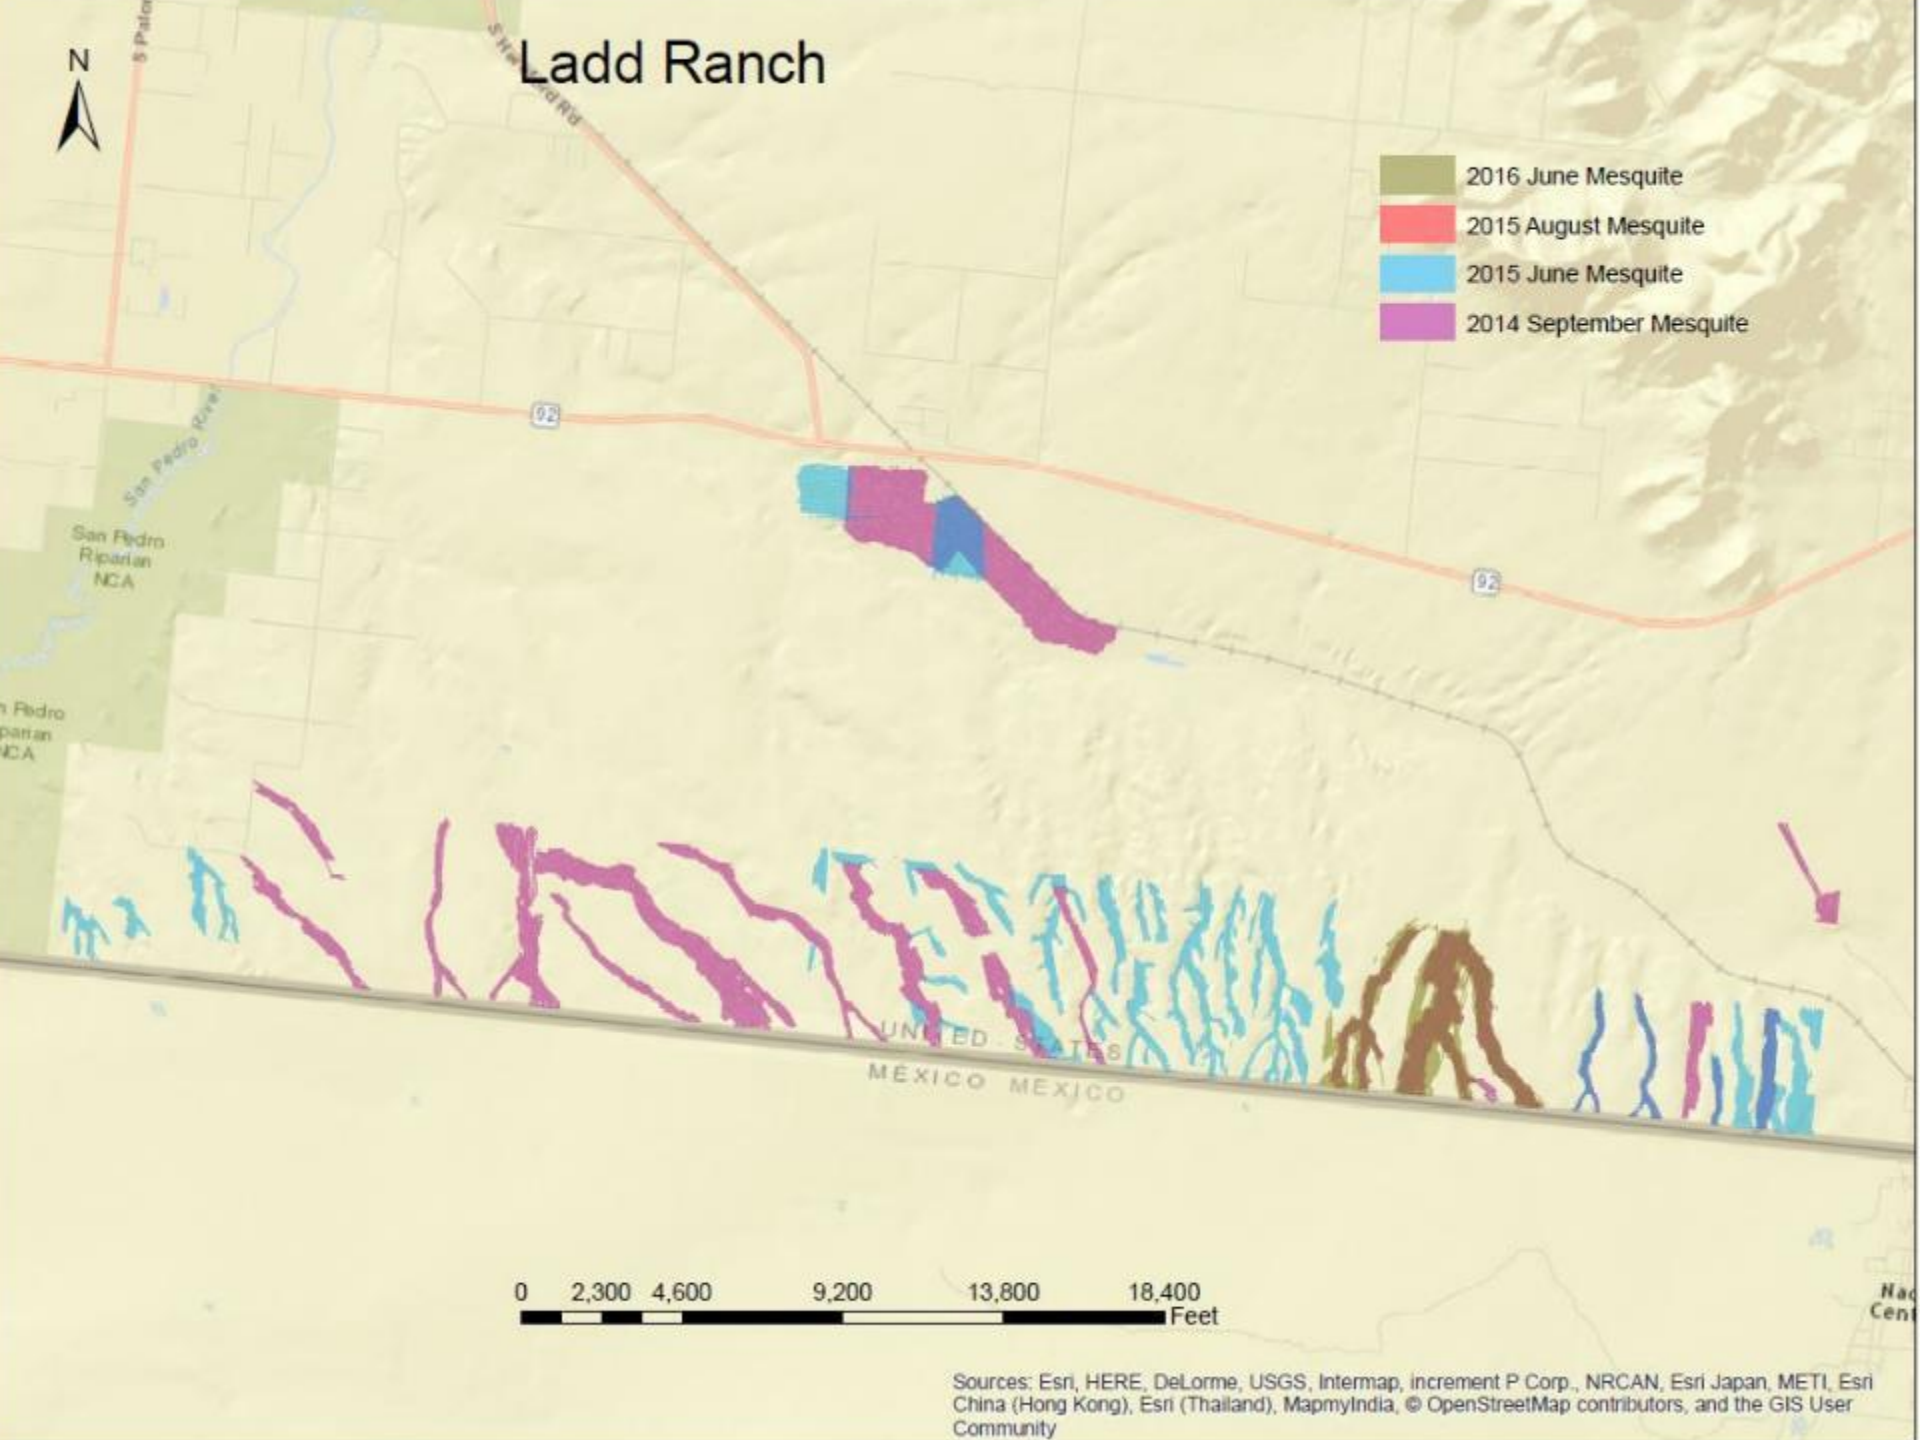 N
Ladd Ranch
S Palo
2016 June Mesquite
2015 August Mesquite
2015 June Mesquite
2014 September Mesquite
92
San Pedro River
San Pedro
Riparian
NCA
92
Pedro
NCA
UNITED STATES
MÉXICO MEXICO
0 2,300 4,600 9,200 13,800 18,400
Feet
Sources: Esri, HERE, DeLorme, USGS, Intermap, increment P Corp., NRCAN, Esri Japan, METI, Esri
China (Hong Kong), Esri (Thailand), MapmyIndia, © OpenStreetMap contributors, and the GIS User
Community